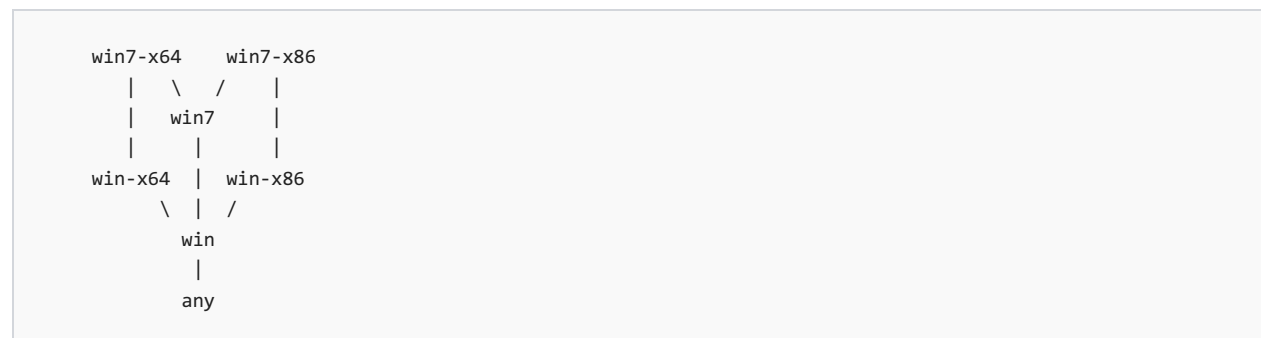 win7-x64    win7-x86
   |   \   /    |
   |   win7     |
   |     |      |
win-x64  |  win-x86
      \  |  /
        win
         |
        any